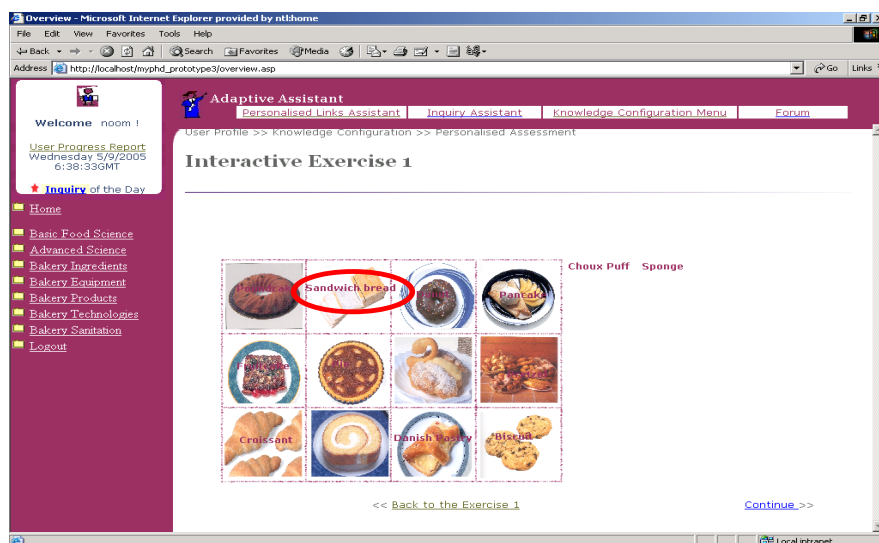 Overview - Microsoft Internet Explorer provided by ntl:home
File Edit View Favorites Tools Help
Back Search Favorites Media
Address http://localhost/myphd_prototype3/overview.asp Go Links
Welcome noom !
User Progress Report
Wednesday 5/9/2005
6:38:33GMT
Inquiry of the Day
Home
Basic Food Science
Advanced Science
Bakery Ingredients
Bakery Equipment
Bakery Products
Bakery Technologies
Bakery Sanitation
Logout
Adaptive Assistant
Personalised Links Assistant Inquiry Assistant Knowledge Configuration Menu Forum
User Profile >> Knowledge Configuration >> Personalised Assessment
Interactive Exercise 1
Choux Puff Sponge
Sandwich bread Pancake
Croissant Danish Pastry Biscuit
<< Back to the Exercise 1 Continue >>
Local intranet